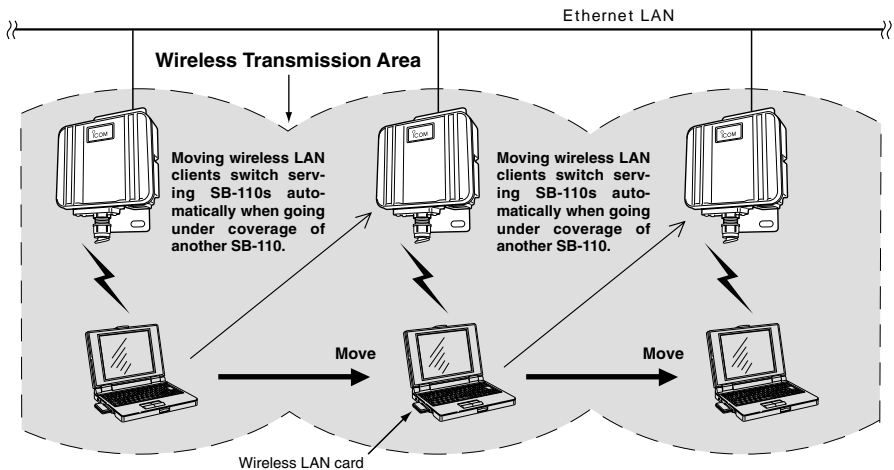 Ethernet LAN
Wireless Transmission Area
ICOM
ICOM
ICOM
Moving wireless LAN
clients switch serv-
ing SB-110s auto-
matically when going
under coverage of
another SB-110.
Moving wireless LAN
clients switch serv-
ing SB-110s auto-
matically when going
under coverage of
another SB-110.
Move
Move
Wireless LAN card